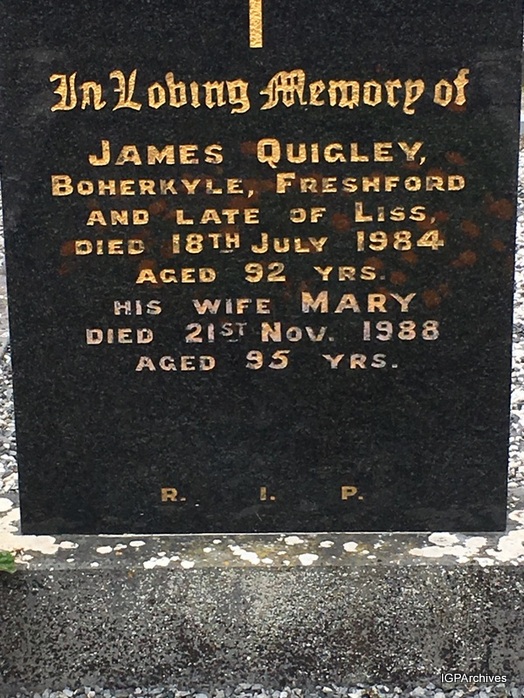 In Loving Memory of
JAMES QUIGLEY,
BOHERKYLE, FRESHFORD
AND LATE OF LISS,
DIED 18TH JULY 1984
AGED 92 YRS.
HIS WIFE MARY
DIED 21ST NOV. 1988
AGED 95 YRS.
R. I. P.
IGPArchives